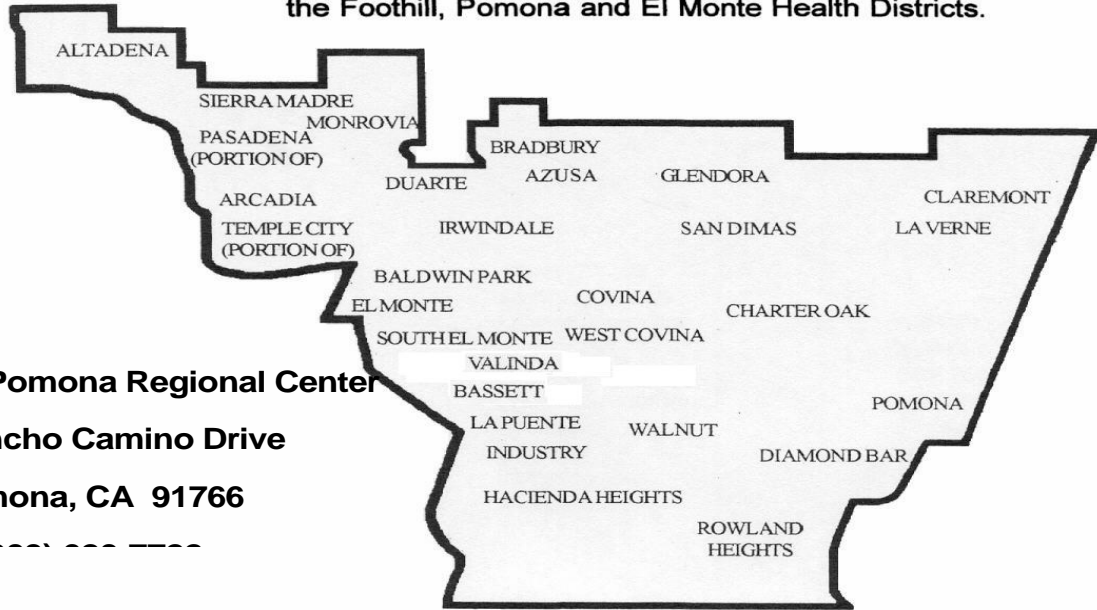 the Foothill, Pomona and El Monte Health Districts.
ALTADENA
SIERRA MADRE
MONROVIA
PASADENA
(PORTION OF)
BRADBURY
DUARTE
AZUSA
GLENDORA
CLAREMONT
ARCADIA
TEMPLE CITY
(PORTION OF)
IRWINDALE
SAN DIMAS
LA VERNE
BALDWIN PARK
EL MONTE
COVINA
CHARTER OAK
SOUTH EL MONTE
WEST COVINA
VALINDA
BASSETT
POMONA
LA PUENTE
WALNUT
INDUSTRY
DIAMOND BAR
HACIENDA HEIGHTS
ROWLAND
HEIGHTS
Pomona Regional Center
Camino Drive
CA 91766